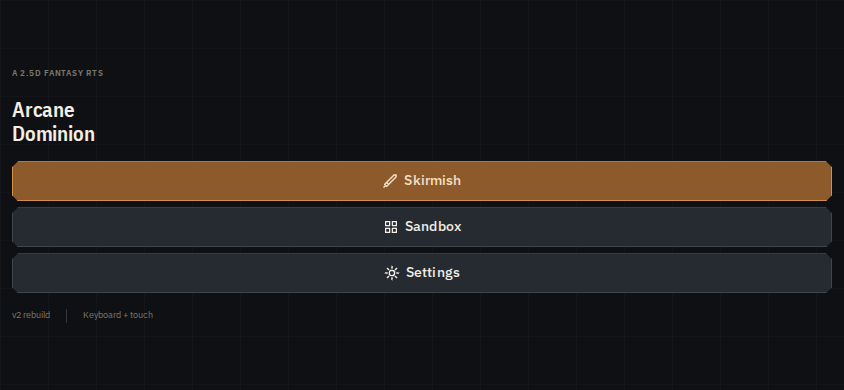 A 2.5D FANTASY RTS
Arcane
Dominion
Skirmish
Sandbox
Settings
v2 rebuild
Keyboard + touch